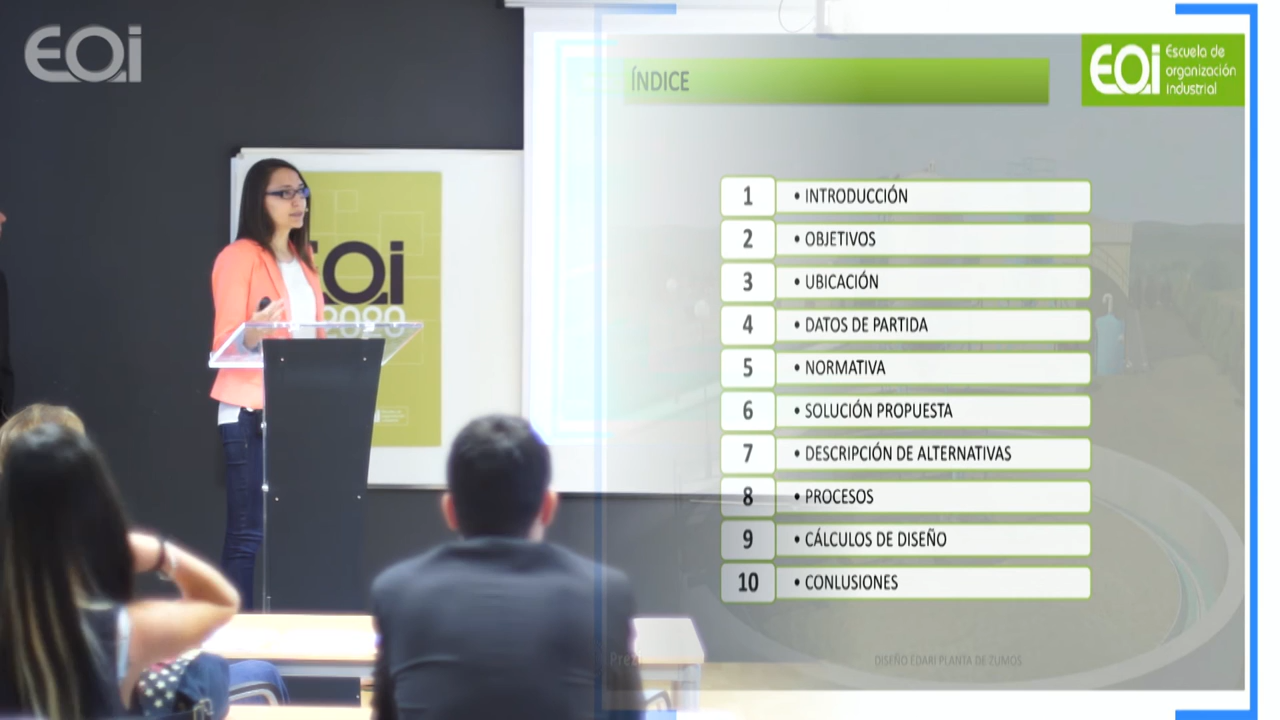 EOi
EOi
Escuela de
organización
industrial
ÍNDICE
EOi
2020
1
• INTRODUCCIÓN
2
• OBJETIVOS
3
• UBICACIÓN
4
• DATOS DE PARTIDA
5
• NORMATIVA
6
• SOLUCIÓN PROPUESTA
7
• DESCRIPCIÓN DE ALTERNATIVAS
8
• PROCESOS
9
• CÁLCULOS DE DISEÑO
10
• CONLUSIONES
DISEÑO EDARI PLANTA DE ZUMOS